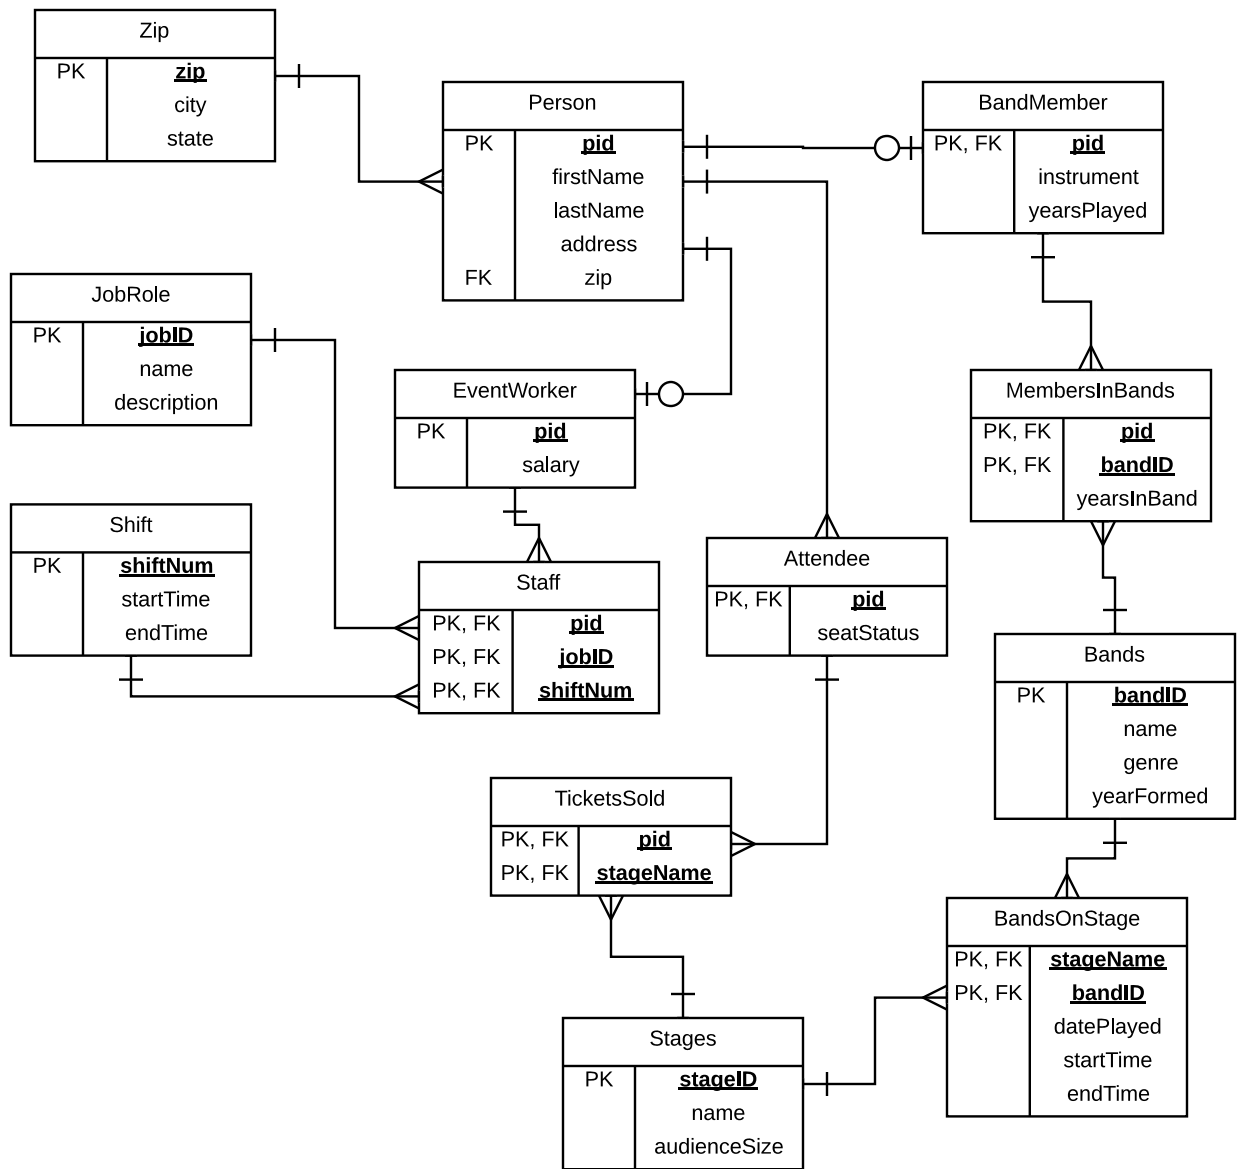 Zip
PK zip
city
state
Person
PK pid
firstName
lastName
address
FK zip
BandMember
PK, FK pid
instrument
yearsPlayed
JobRole
PK jobID
name
description
EventWorker
PK pid
salary
MembersInBands
PK, FK pid
PK, FK bandID
yearsInBand
Shift
PK shiftNum
startTime
endTime
Staff
PK, FK pid
PK, FK jobID
PK, FK shiftNum
Attendee
PK, FK pid
seatStatus
Bands
PK bandID
name
genre
yearFormed
TicketsSold
PK, FK pid
PK, FK stageName
BandsOnStage
PK, FK stageName
PK, FK bandID
datePlayed
startTime
endTime
Stages
PK stageID
name
audienceSize